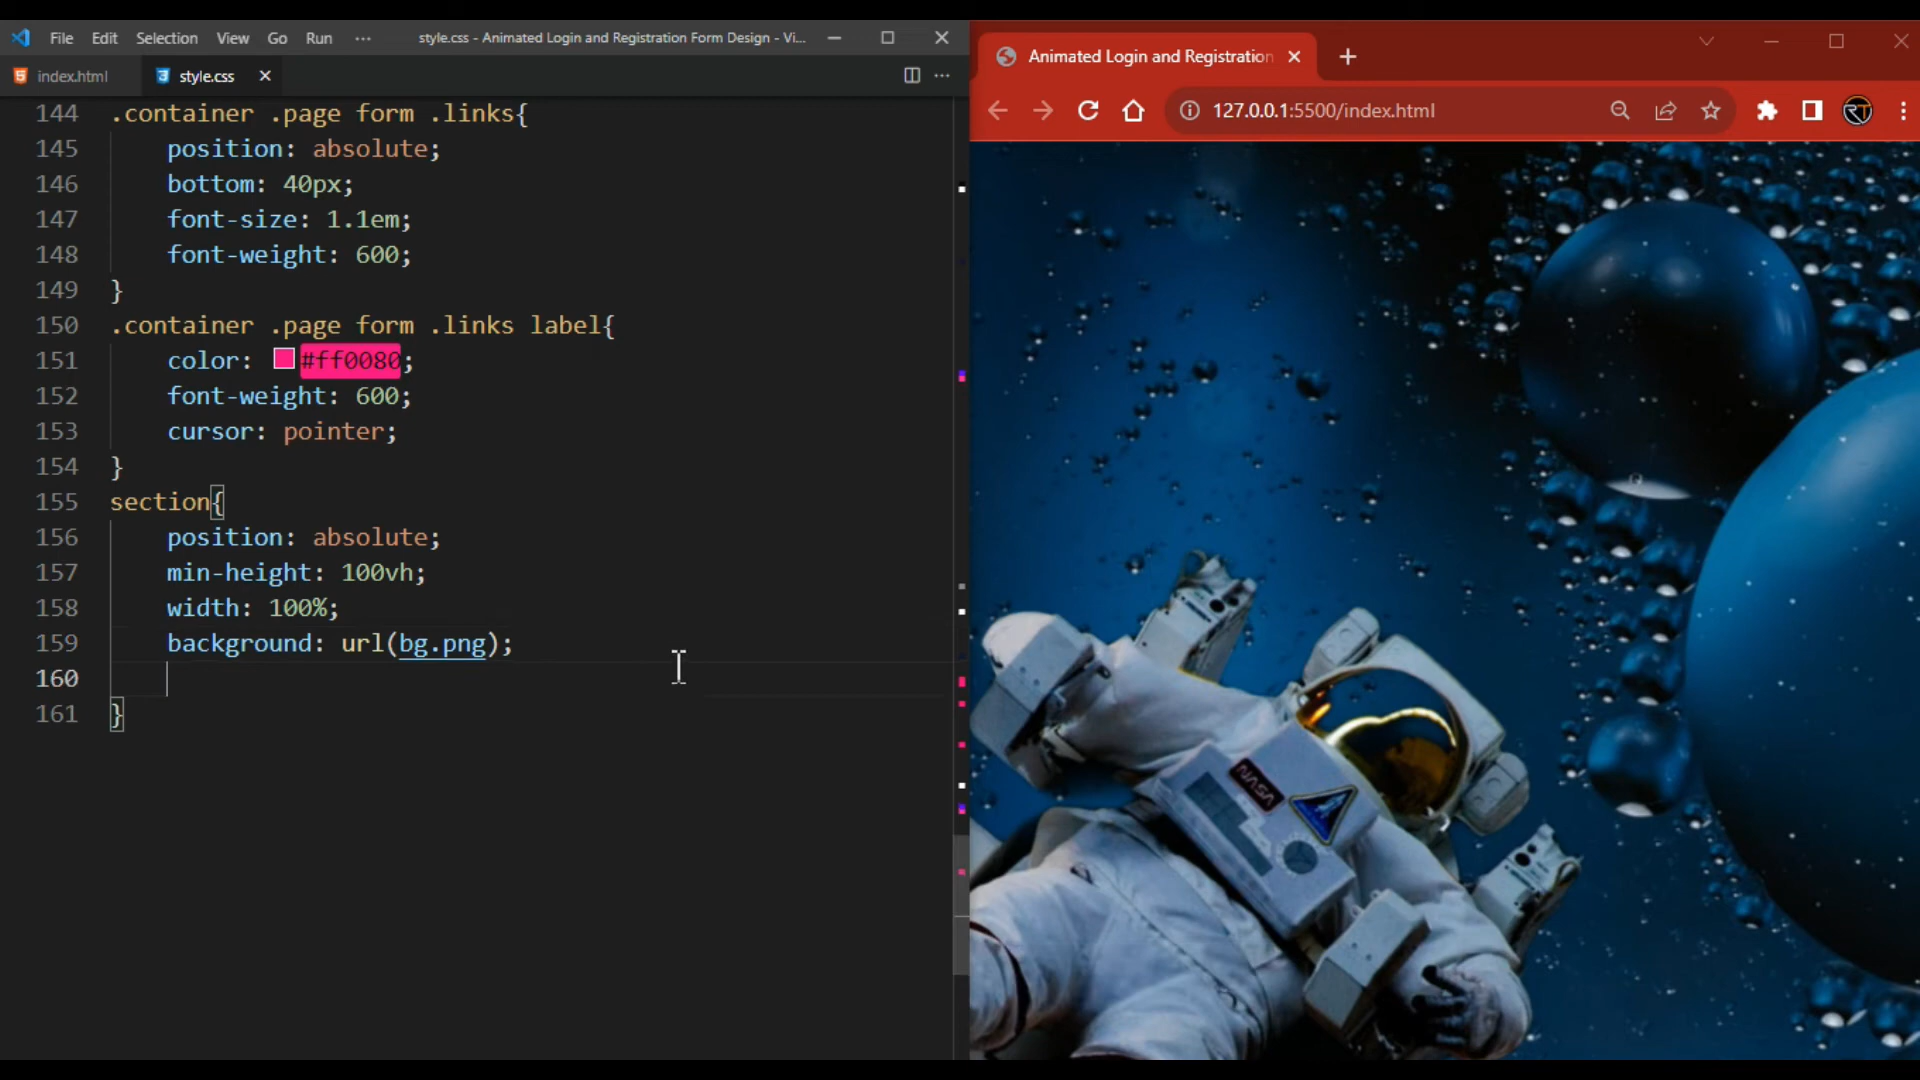 File Edit Selection View Go Run ··· style.css - Animated Login and Registration Form Design - Vi...
index.html style.css
144 .container .page form .links{
145 position: absolute;
146 bottom: 40px;
147 font-size: 1.1em;
148 font-weight: 600;
149 }
150 .container .page form .links label{
151 color: #ff0080;
152 font-weight: 600;
153 cursor: pointer;
154 }
155 section{
156 position: absolute;
157 min-height: 100vh;
158 width: 100%;
159 background: url(bg.png);
160
161 }
Animated Login and Registration
127.0.0.1:5500/index.html
RT
NASA